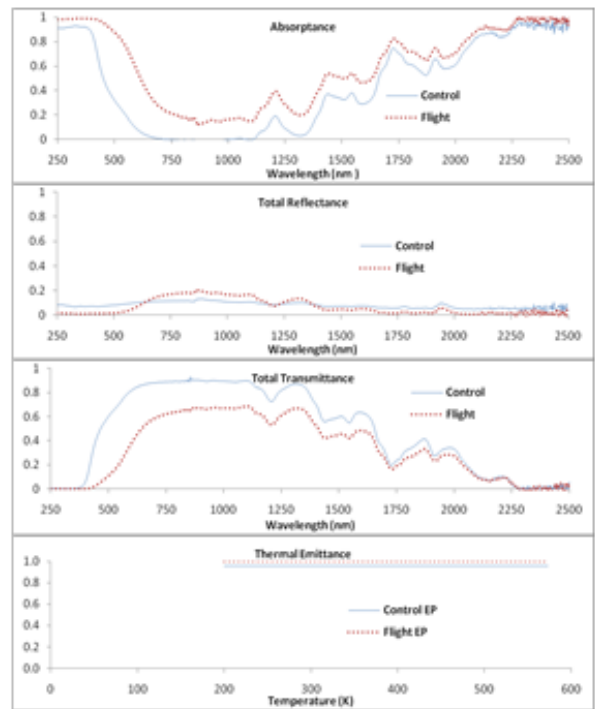 Absorptance
1
0.8
0.6
0.4
0.2
0
Control
Flight
250 500 750 1000 1250 1500 1750 2000 2250 2500
Wavelength (nm )
Total Reflectance
1
0.8
0.6
0.4
0.2
0
Control
Flight
250 500 750 1000 1250 1500 1750 2000 2250 2500
Wavelength (nm)
Total Transmittance
1
0.8
0.6
0.4
0.2
0
Control
Flight
250 500 750 1000 1250 1500 1750 2000 2250 2500
Wavelength (nm)
Thermal Emittance
1.0
0.8
0.6
0.4
0.2
0.0
Control EP
Flight EP
0 100 200 300 400 500 600
Temperature (K)